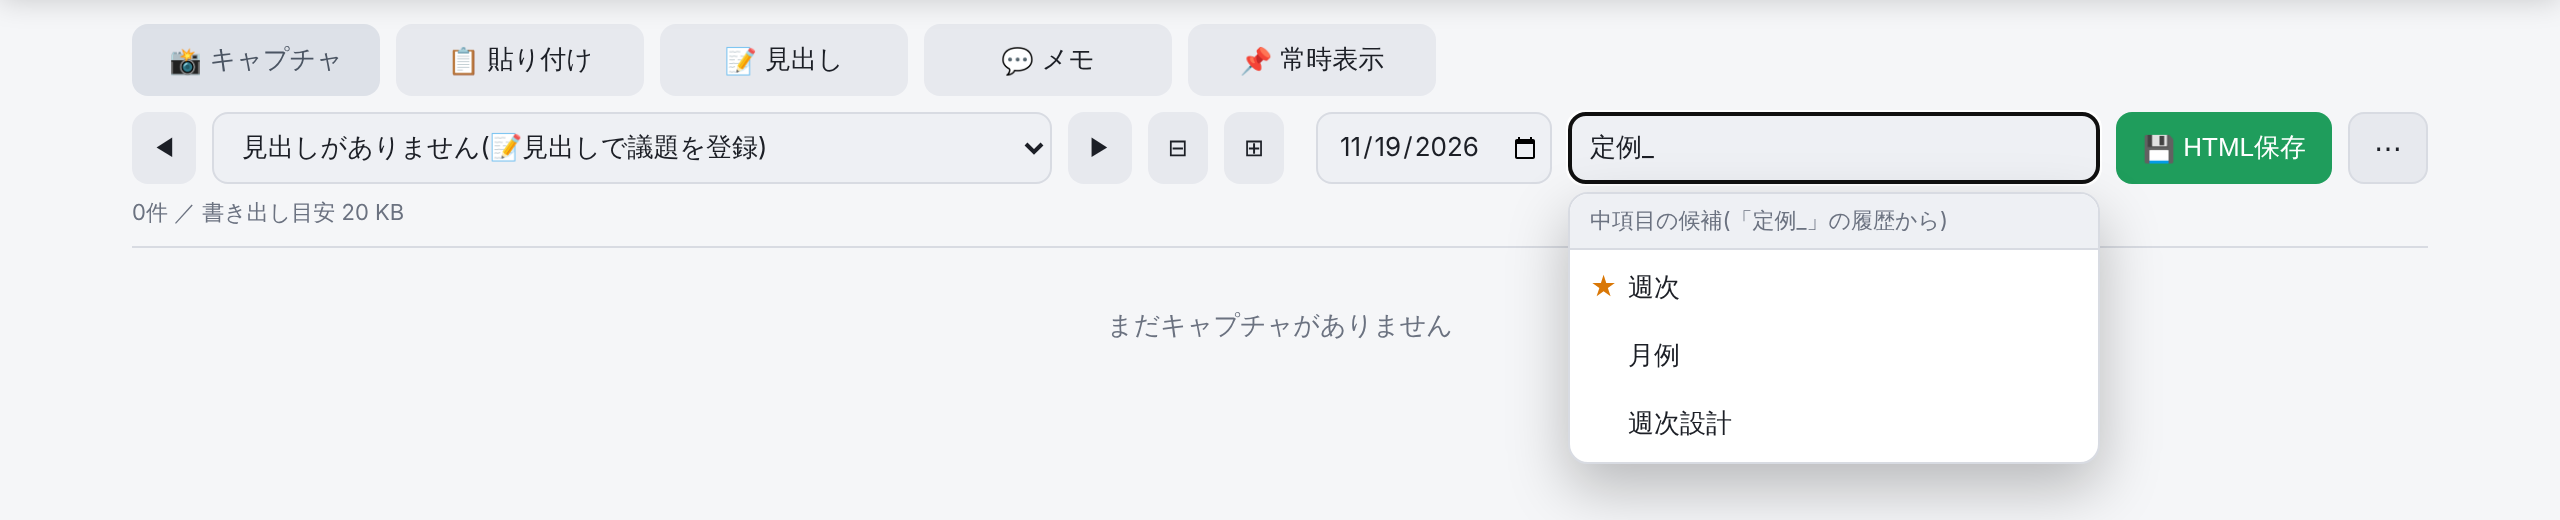 📸 キャプチャ 📋 貼り付け 📝 見出し 💬 メモ 📌 常時表示
◀ 見出しがありません(📝見出しで議題を登録) ▶ ⊟ ⊞ 11/19/2026 定例_ 💾 HTML保存 …
0件 ／ 書き出し目安 20 KB
中項目の候補(「定例_」の履歴から)
★ 週次
まだキャプチャがありません
月例
週次設計